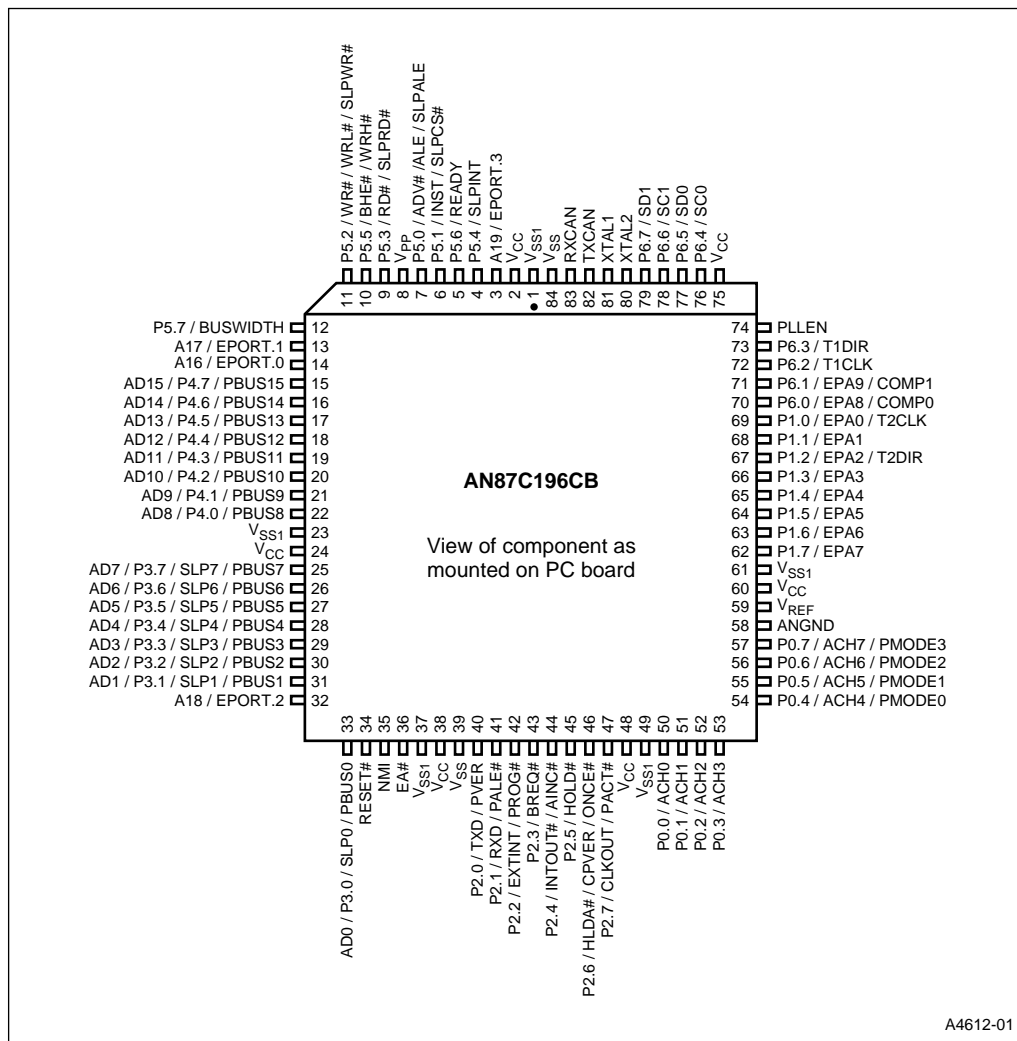 P5.2 / WR# / WRL# / SLPWR#
P5.5 / BHE# / WRH#
P5.3 / RD# / SLPRD#
VPP
P5.0 / ADV# /ALE / SLPALE
P5.1 / INST / SLPCS#
P5.6 / READY
P5.4 / SLPINT
A19 / EPORT.3
VCC
VSS1
VSS
RXCAN
TXCAN
XTAL1
XTAL2
P6.7 / SD1
P6.6 / SC1
P6.5 / SD0
P6.4 / SC0
VCC
11 10 9 8 7 6 5 4 3 2 1 84 83 82 81 80 79 78 77 76 75
P5.7 / BUSWIDTH 12
A17 / EPORT.1 13
A16 / EPORT.0 14
AD15 / P4.7 / PBUS15 15
AD14 / P4.6 / PBUS14 16
AD13 / P4.5 / PBUS13 17
AD12 / P4.4 / PBUS12 18
AD11 / P4.3 / PBUS11 19
AD10 / P4.2 / PBUS10 20
AD9 / P4.1 / PBUS9 21
AD8 / P4.0 / PBUS8 22
VSS1 23
VCC 24
AD7 / P3.7 / SLP7 / PBUS7 25
AD6 / P3.6 / SLP6 / PBUS6 26
AD5 / P3.5 / SLP5 / PBUS5 27
AD4 / P3.4 / SLP4 / PBUS4 28
AD3 / P3.3 / SLP3 / PBUS3 29
AD2 / P3.2 / SLP2 / PBUS2 30
AD1 / P3.1 / SLP1 / PBUS1 31
A18 / EPORT.2 32
AN87C196CB
View of component as
mounted on PC board
74 PLLEN
73 P6.3 / T1DIR
72 P6.2 / T1CLK
71 P6.1 / EPA9 / COMP1
70 P6.0 / EPA8 / COMP0
69 P1.0 / EPA0 / T2CLK
68 P1.1 / EPA1
67 P1.2 / EPA2 / T2DIR
66 P1.3 / EPA3
65 P1.4 / EPA4
64 P1.5 / EPA5
63 P1.6 / EPA6
62 P1.7 / EPA7
61 VSS1
60 VCC
59 VREF
58 ANGND
57 P0.7 / ACH7 / PMODE3
56 P0.6 / ACH6 / PMODE2
55 P0.5 / ACH5 / PMODE1
54 P0.4 / ACH4 / PMODE0
33 34 35 36 37 38 39 40 41 42 43 44 45 46 47 48 49 50 51 52 53
AD0 / P3.0 / SLP0 / PBUS0
RESET#
NMI
EA#
VSS1
VCC
VSS
P2.0 / TXD / PVER
P2.1 / RXD / PALE#
P2.2 / EXTINT / PROG#
P2.3 / BREQ#
P2.4 / INTOUT# / AINC#
P2.5 / HOLD#
P2.6 / HLDA# / CPVER / ONCE#
P2.7 / CLKOUT / PACT#
VCC
VSS1
P0.0 / ACH0
P0.1 / ACH1
P0.2 / ACH2
P0.3 / ACH3
A4612-01